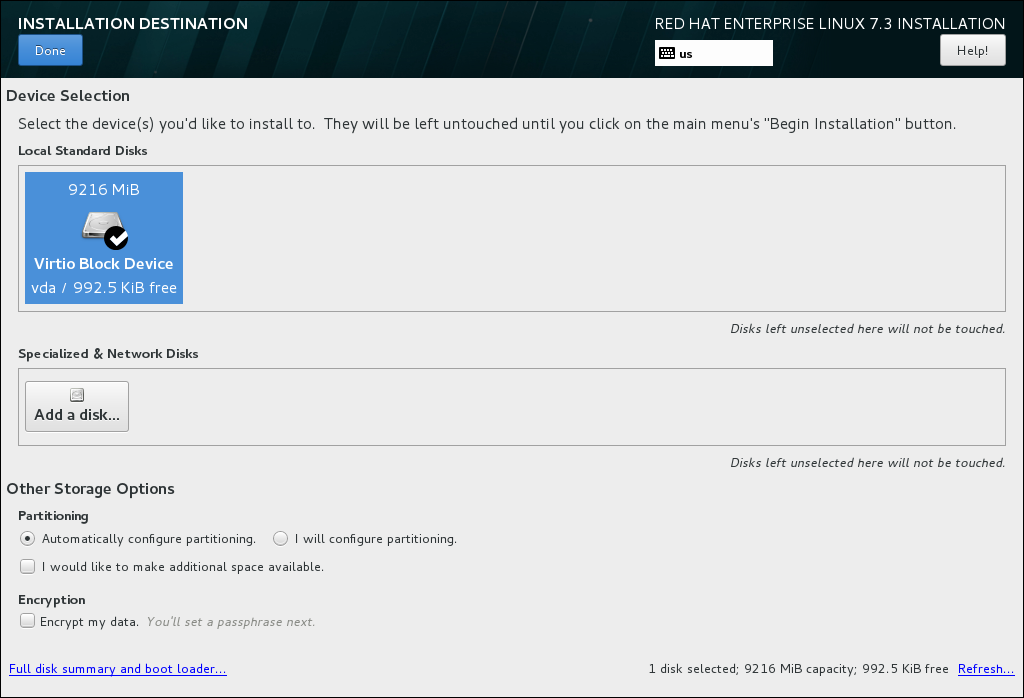 INSTALLATION DESTINATION
RED HAT ENTERPRISE LINUX 7.3 INSTALLATION
Done
us
Help!
Device Selection
Select the device(s) you'd like to install to.  They will be left untouched until you click on the main menu's "Begin Installation" button.
Local Standard Disks
9216 MiB
Virtio Block Device
vda / 992.5 KiB free
Disks left unselected here will not be touched.
Specialized & Network Disks
Add a disk...
Disks left unselected here will not be touched.
Other Storage Options
Partitioning
Automatically configure partitioning. I will configure partitioning.
I would like to make additional space available.
Encryption
Encrypt my data. You'll set a passphrase next.
Full disk summary and boot loader... 1 disk selected; 9216 MiB capacity; 992.5 KiB free Refresh...